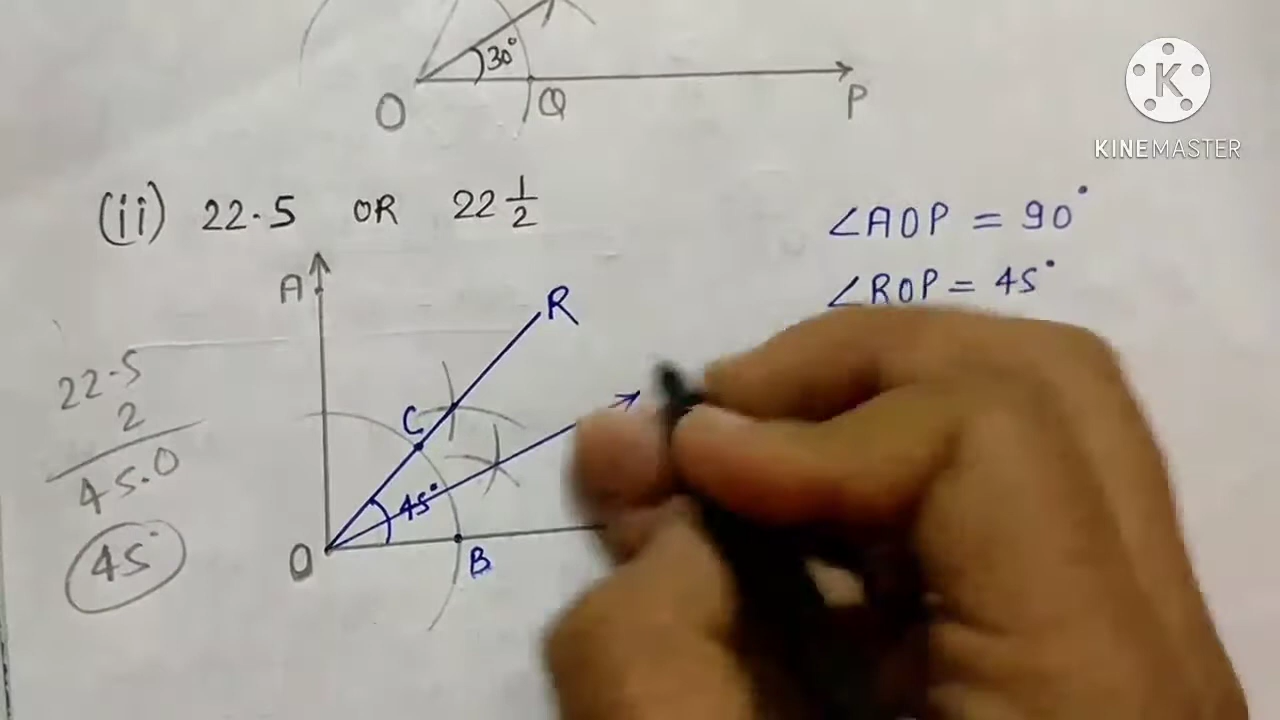 30°
O Q P
K
KINEMASTER
(ii) 22.5 OR 22 1/2
∠AOP = 90°
∠ROP = 45°
A
R
22.5
2
45.0
45°
C
45°
O
B